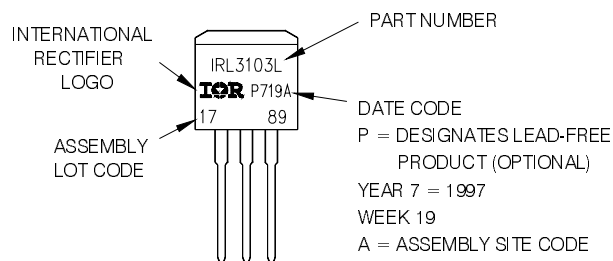 PART NUMBER
INTERNATIONAL
RECTIFIER
LOGO
IRL3103L
IOR P719A
17 89
ASSEMBLY
LOT CODE
DATE CODE
P = DESIGNATES LEAD-FREE
PRODUCT (OPTIONAL)
YEAR 7 = 1997
WEEK 19
A = ASSEMBLY SITE CODE